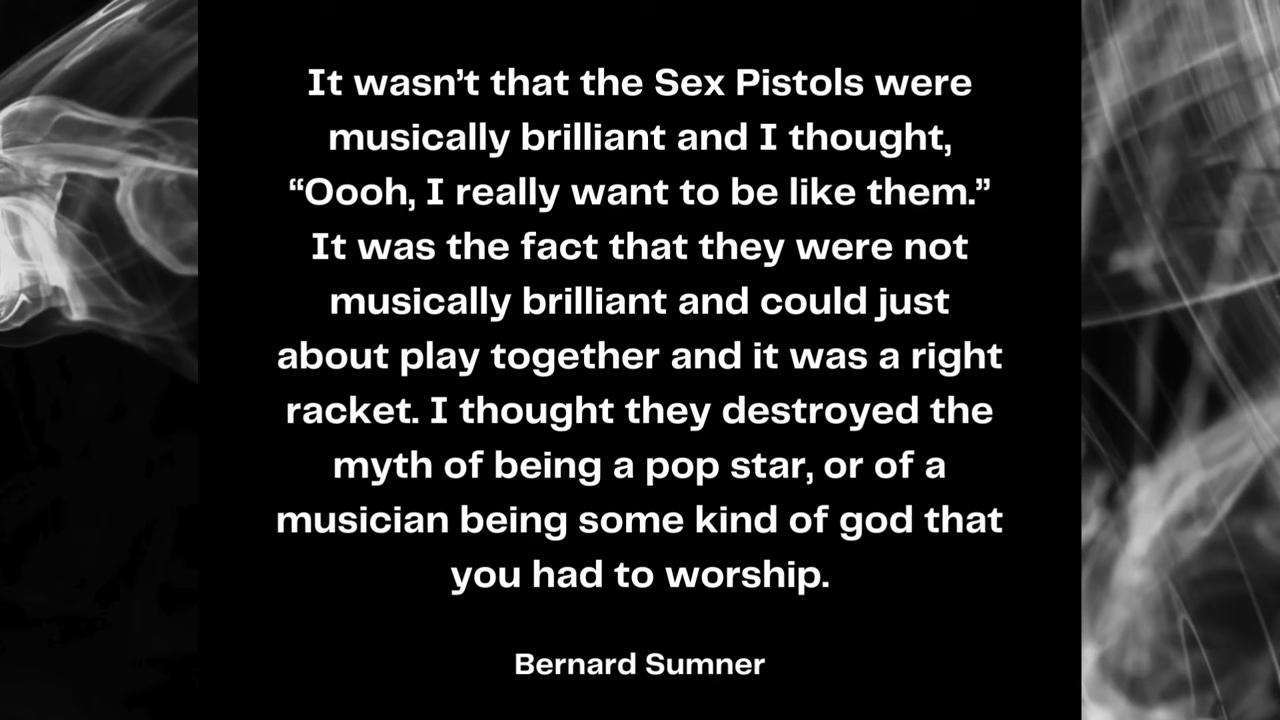 It wasn’t that the Sex Pistols were
musically brilliant and I thought,
“Oooh, I really want to be like them.”
It was the fact that they were not
musically brilliant and could just
about play together and it was a right
racket. I thought they destroyed the
myth of being a pop star, or of a
musician being some kind of god that
you had to worship.
Bernard Sumner